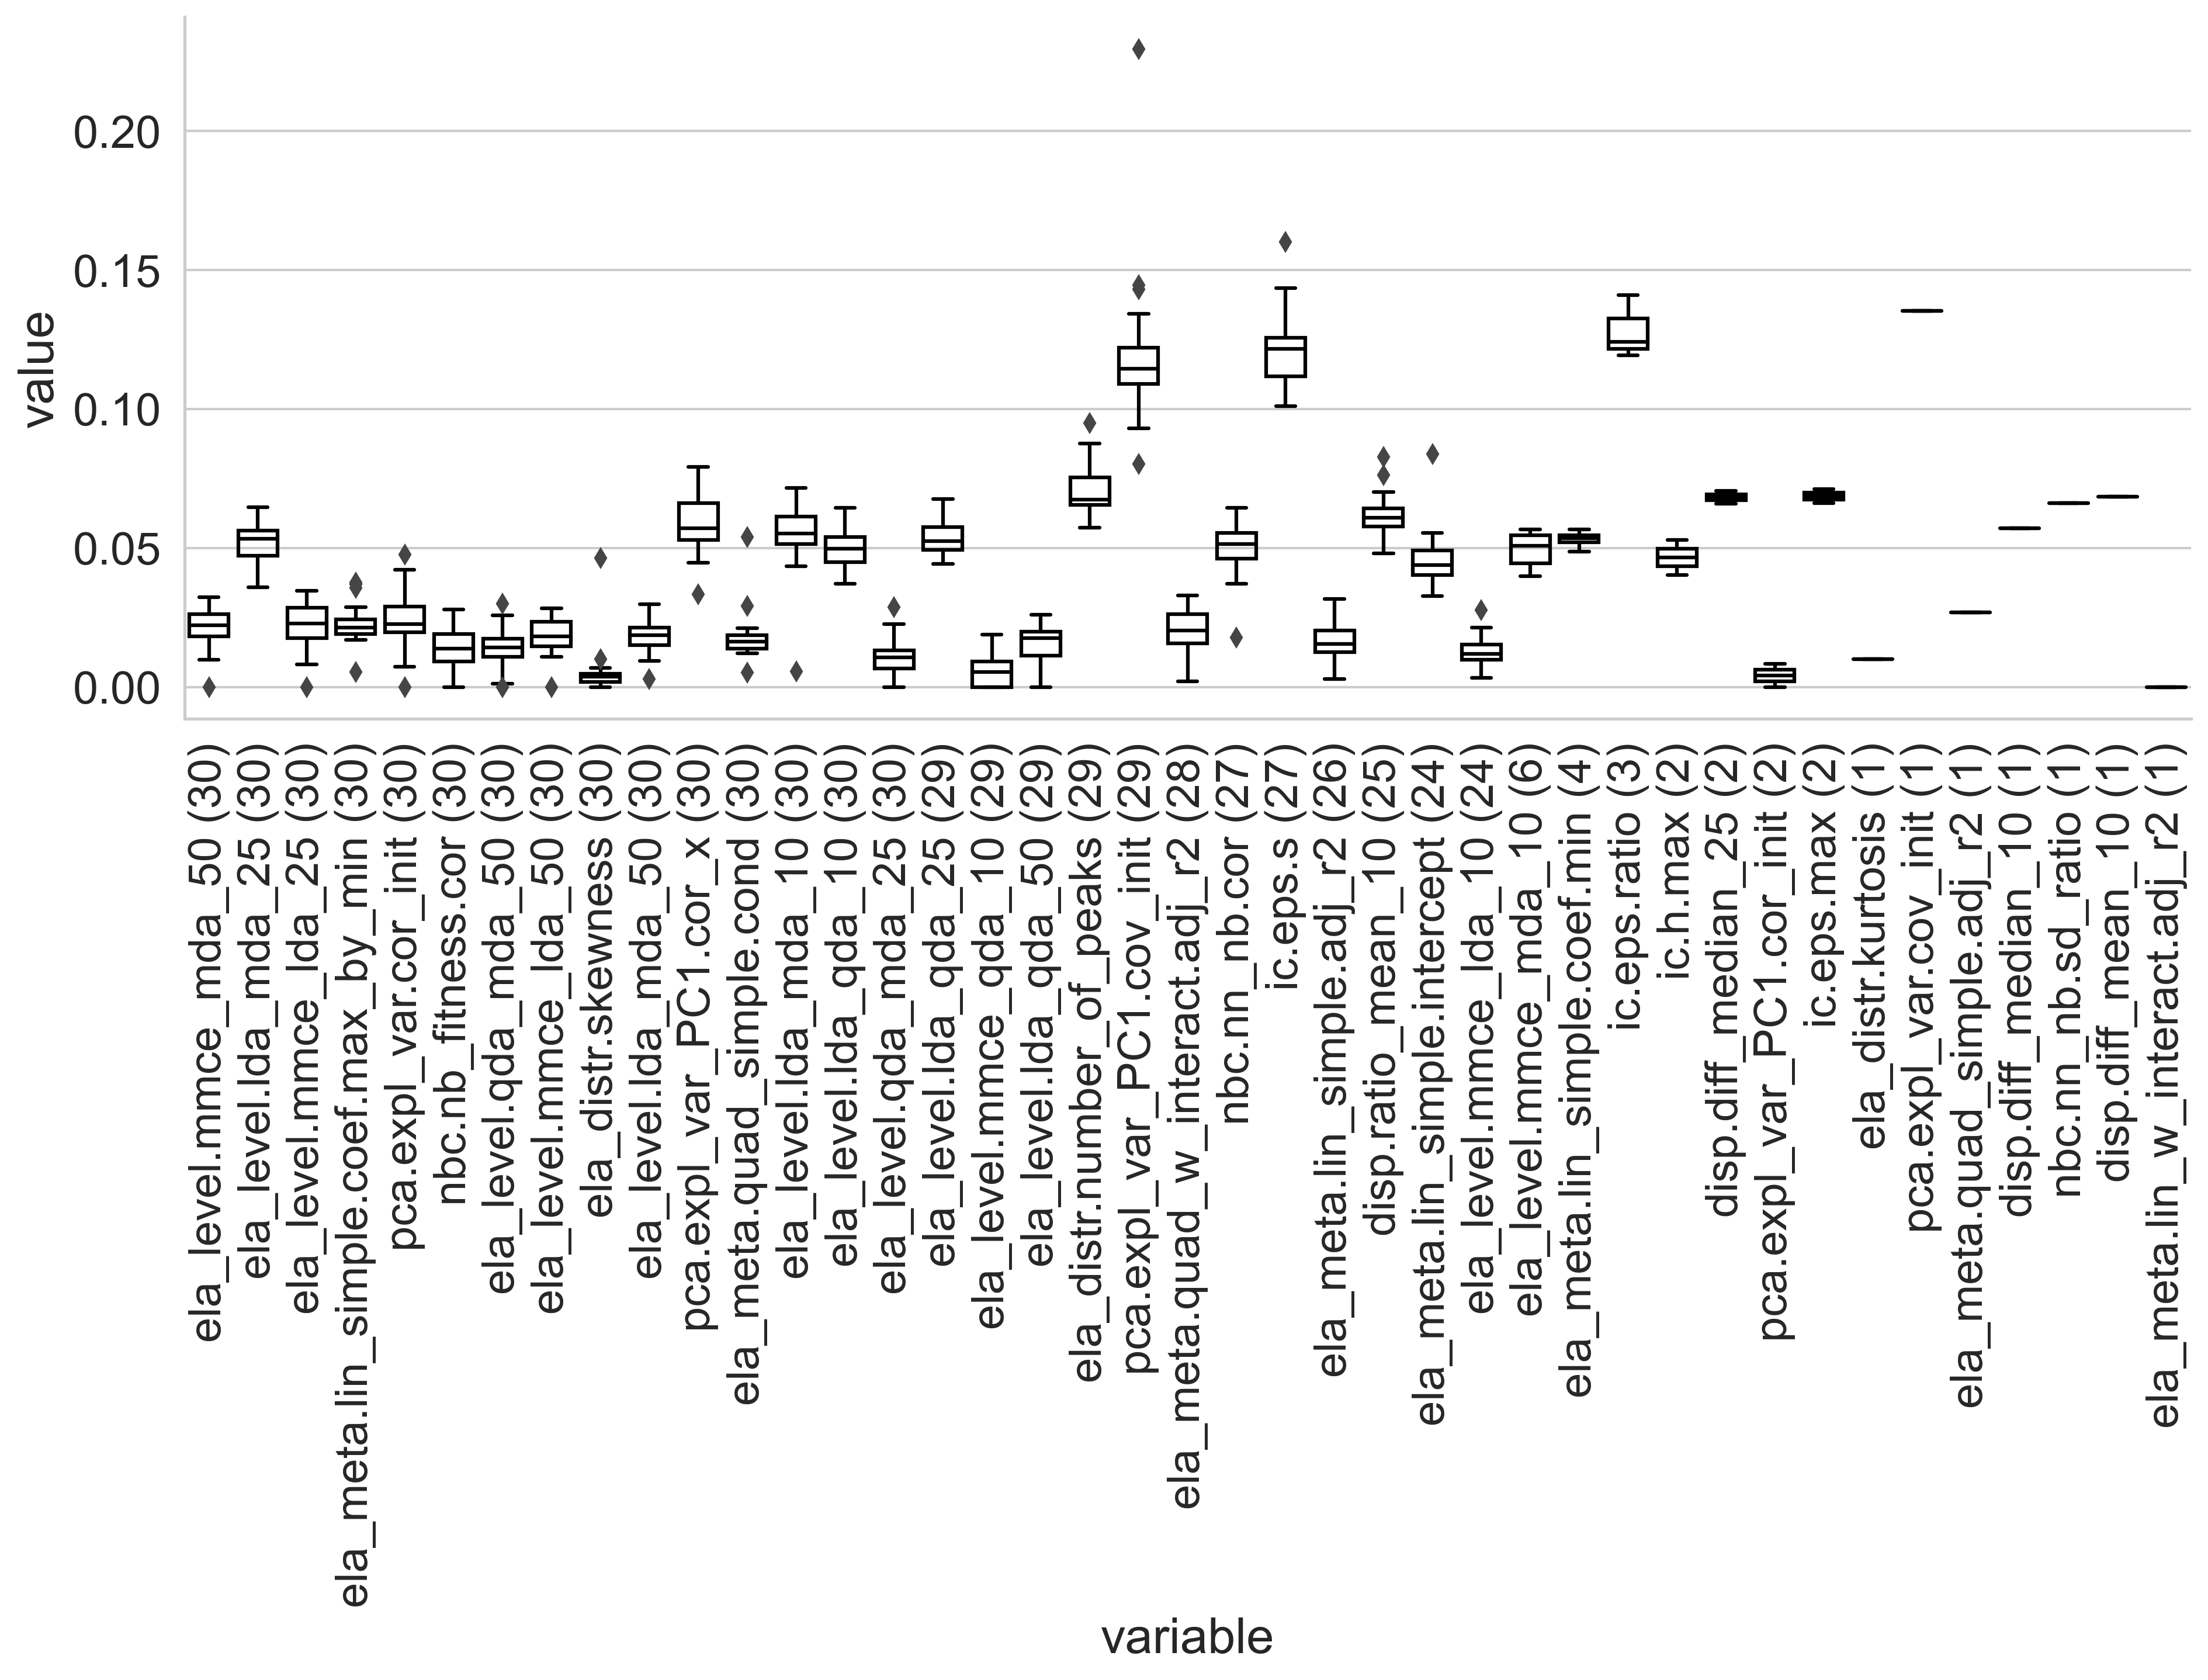 0.20
0.15
0.10
0.05
0.00
value
ela_level.mmce_mda_50 (30)
ela_level.lda_mda_25 (30)
ela_level.mmce_lda_25 (30)
ela_meta.lin_simple.coef.max_by_min (30)
pca.expl_var.cor_init (30)
nbc.nb_fitness.cor (30)
ela_level.qda_mda_50 (30)
ela_level.mmce_lda_50 (30)
ela_distr.skewness (30)
ela_level.lda_mda_50 (30)
pca.expl_var_PC1.cor_x (30)
ela_meta.quad_simple.cond (30)
ela_level.lda_mda_10 (30)
ela_level.lda_qda_10 (30)
ela_level.qda_mda_25 (30)
ela_level.lda_qda_25 (29)
ela_level.mmce_qda_10 (29)
ela_level.lda_qda_50 (29)
ela_distr.number_of_peaks (29)
pca.expl_var_PC1.cov_init (29)
ela_meta.quad_w_interact.adj_r2 (28)
nbc.nn_nb.cor (27)
ic.eps.s (27)
ela_meta.lin_simple.adj_r2 (26)
disp.ratio_mean_10 (25)
ela_meta.lin_simple.intercept (24)
ela_level.mmce_lda_10 (24)
ela_level.mmce_mda_10 (6)
ela_meta.lin_simple.coef.min (4)
ic.eps.ratio (3)
ic.h.max (2)
disp.diff_median_25 (2)
pca.expl_var_PC1.cor_init (2)
ic.eps.max (2)
ela_distr.kurtosis (1)
pca.expl_var.cov_init (1)
ela_meta.quad_simple.adj_r2 (1)
disp.diff_median_10 (1)
nbc.nn_nb.sd_ratio (1)
disp.diff_mean_10 (1)
ela_meta.lin_w_interact.adj_r2 (1)
variable